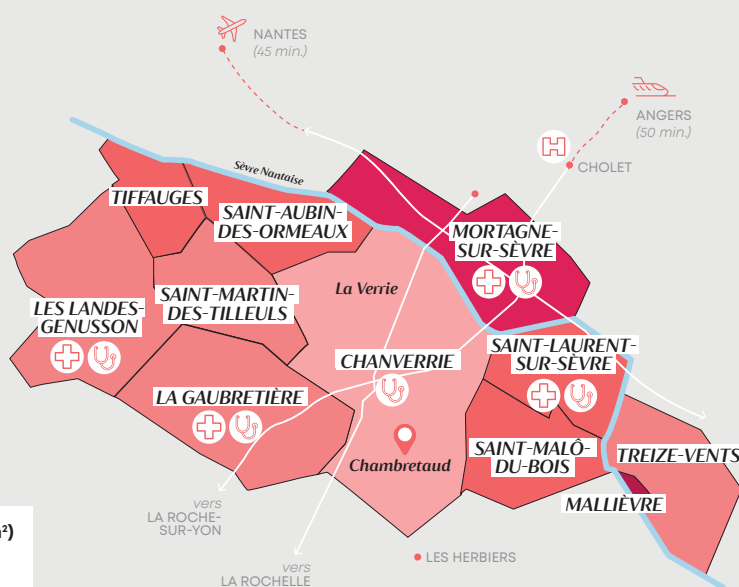 NANTES
(45 min.)
ANGERS
(50 min.)
H
CHOLET
Sèvre Nantaise
TIFFAUGES
SAINT-AUBIN-
DES-ORMEAUX
MORTAGNE-
SUR-SÈVRE
La Verrie
SAINT-MARTIN-
DES-TILLEULS
LES LANDES-
GENUSSON
CHANVERRIE
SAINT-LAURENT-
SUR-SÈVRE
LA GAUBRETIÈRE
SAINT-MALÔ-
DU-BOIS
TREIZE-VENTS
Chambretaud
MALLIÈVRE
vers
LA ROCHE-
SUR-YON
vers
LA ROCHELLE
LES HERBIERS
²)